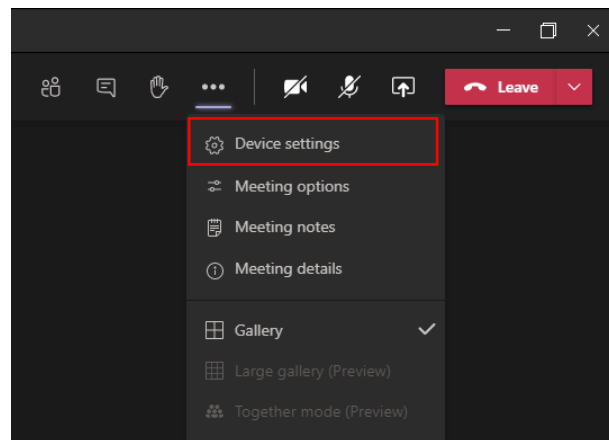 Leave
Device settings
Meeting options
Meeting notes
Meeting details
Gallery
Large gallery (Preview)
Together mode (Preview)